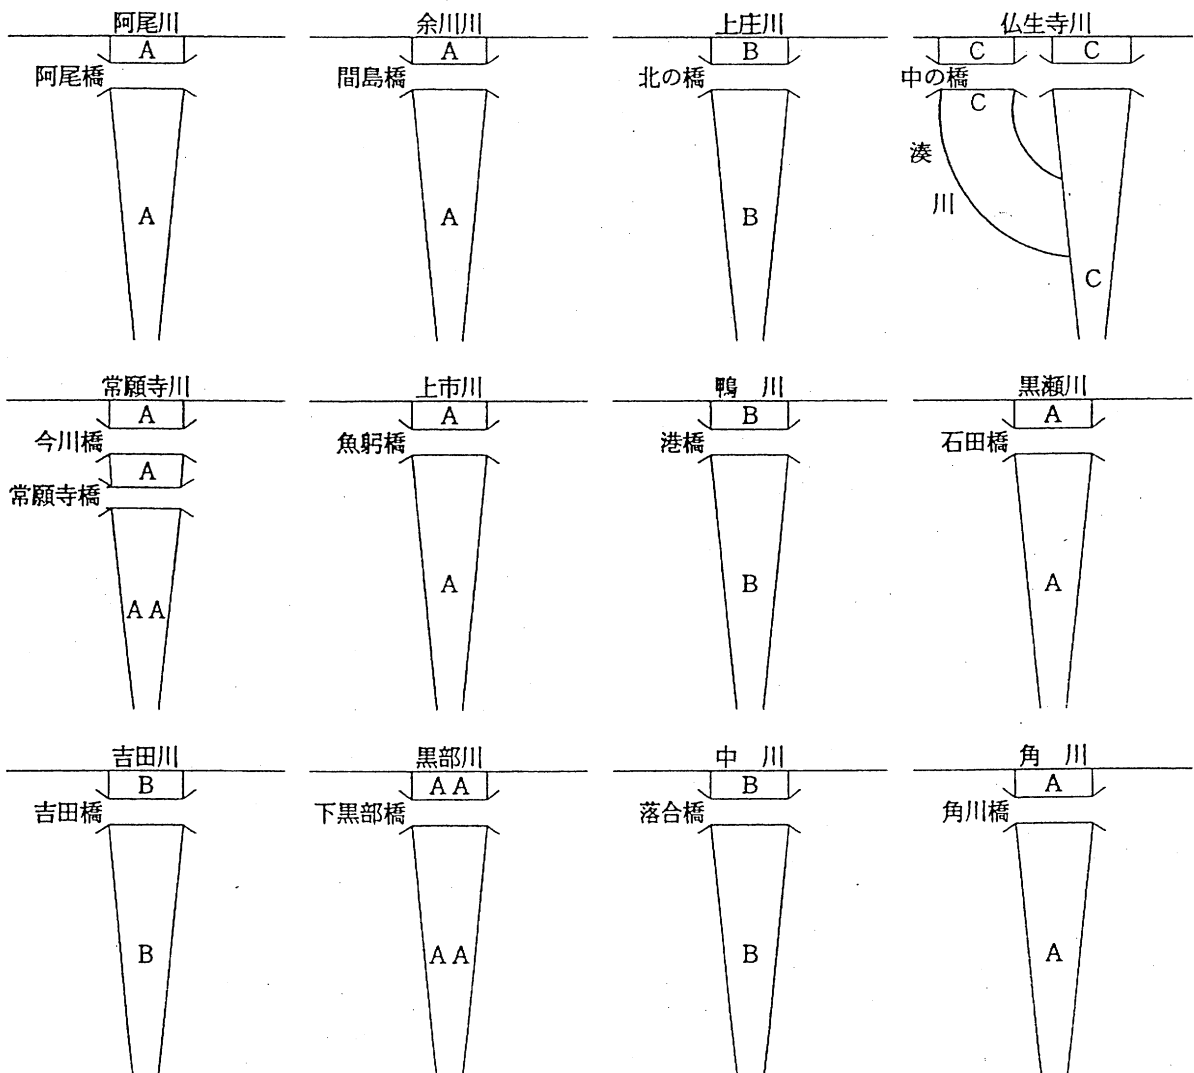 阿尾川
A
阿尾橋
A
余川川
A
間島橋
A
上庄川
B
北の橋
B
仏生寺川
C C
中の橋
C
湊川
C
常願寺川
A
今川橋
A
常願寺橋
AA
上市川
A
魚躬橋
A
鴨 川
B
港橋
B
黒瀬川
A
石田橋
A
吉田川
B
吉田橋
B
黒部川
AA
下黒部橋
AA
中 川
B
落合橋
B
角 川
A
角川橋
A